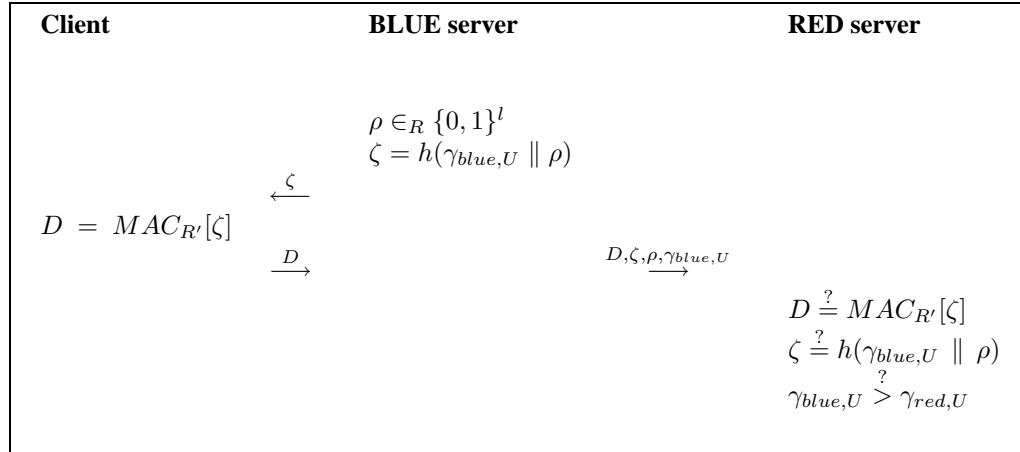 Client BLUE server RED server
ρ ∈_R {0, 1}^l
ζ = h(γ_{blue,U} ∥ ρ)
ζ
←
D = MAC_{R′}[ζ]
D D,ζ,ρ,γ_{blue,U}
→ →
D ≟ MAC_{R′}[ζ]
ζ ≟ h(γ_{blue,U} ∥ ρ)
γ_{blue,U} >^? γ_{red,U}